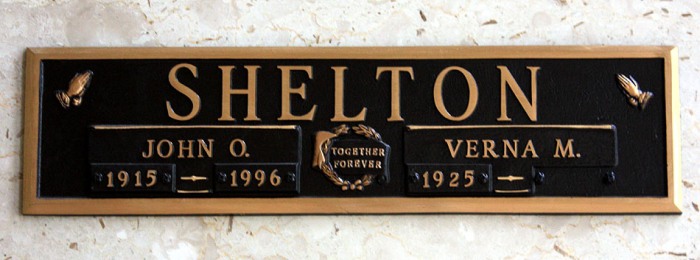 SHELTON
JOHN O.
1915 – 1996
TOGETHER
FOREVER
VERNA M.
1925 –